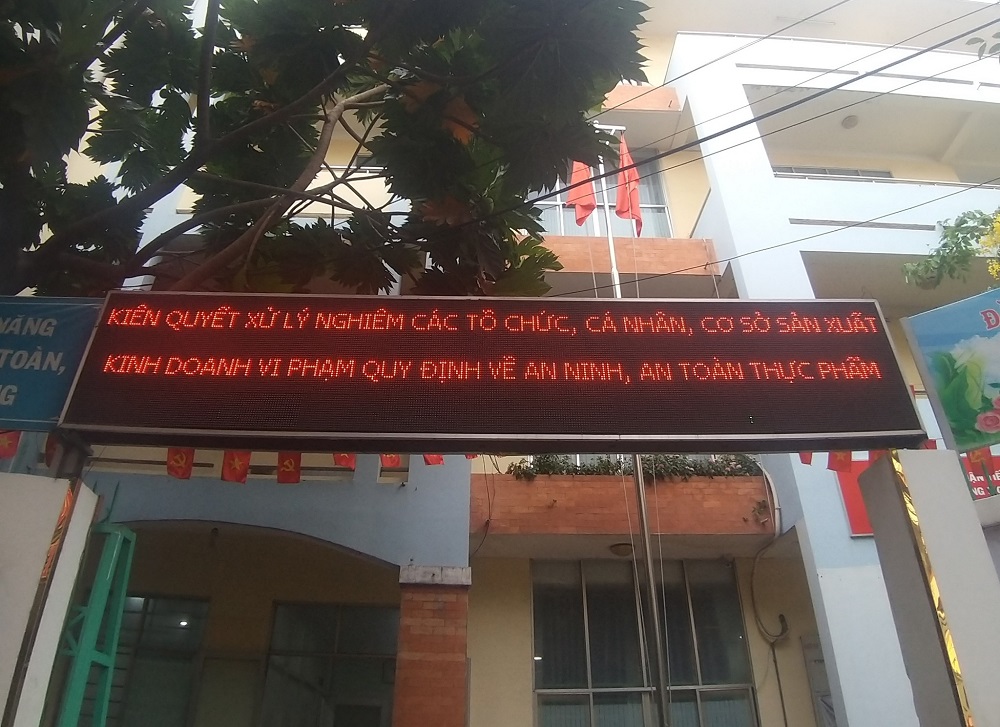 KIÊN QUYẾT XỬ LÝ NGHIÊM CÁC TỔ CHỨC, CÁ NHÂN, CƠ SỞ SẢN XUẤT
KINH DOANH VI PHẠM QUY ĐỊNH VỀ AN NINH, AN TOÀN THỰC PHẨM
NĂNG
TOÀN,
NG